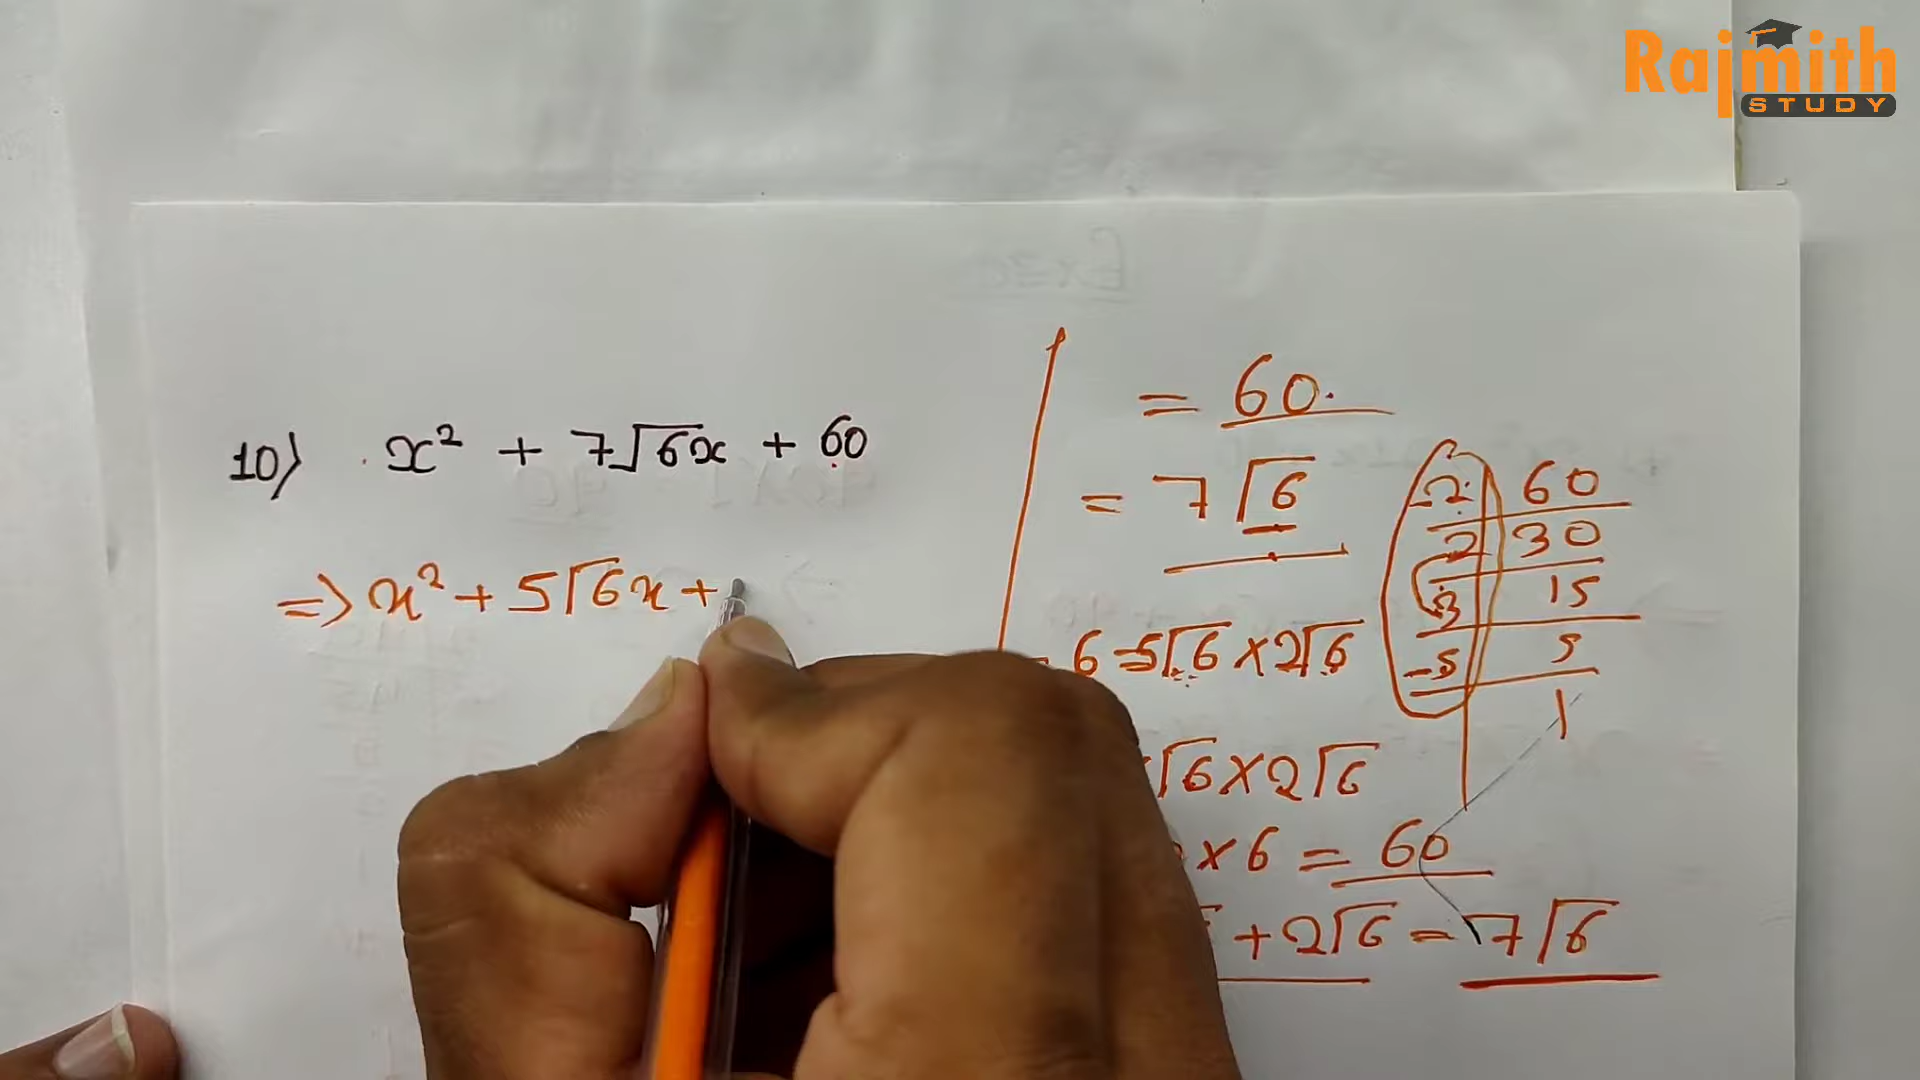 Rajmith
STUDY
10) x² + 7√6x + 60
⇒ x² + 5√6x +
= 60.
= 7√6
2 | 60
2 | 30
3 | 15
5 | 5
1
5√6 × 2√6
√6 × 2√6
× 6 = 60
+ 2√6 = 7√6